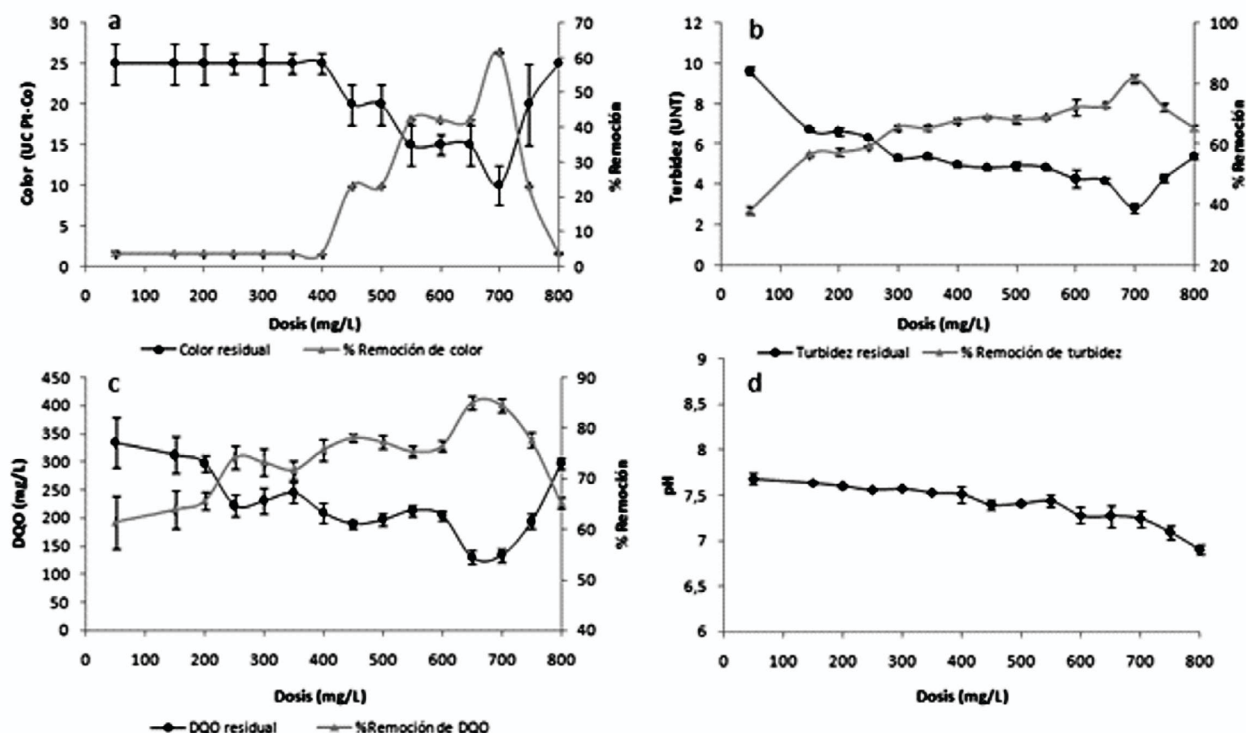 a
Color (UC Pt-Co)
30
25
20
15
10
5
0
70
60
50
40
30
20
10
0
% Remoción
0 100 200 300 400 500 600 700 800
Dosis (mg/L)
Color residual % Remoción de color
b
Turbidez (UNT)
12
10
8
6
4
2
0
100
80
60
40
20
% Remoción
0 100 200 300 400 500 600 700 800
Dosis (mg/L)
Turbidez residual % Remoción de turbidez
c
DQO (mg/L)
450
400
350
300
250
200
150
100
50
0
90
80
70
60
50
40
% Remoción
0 100 200 300 400 500 600 700 800
Dosis (mg/L)
DQO residual %Remoción de DQO
d
pH
9
8,5
8
7,5
7
6,5
6
0 100 200 300 400 500 600 700 800
Dosis (mg/L)